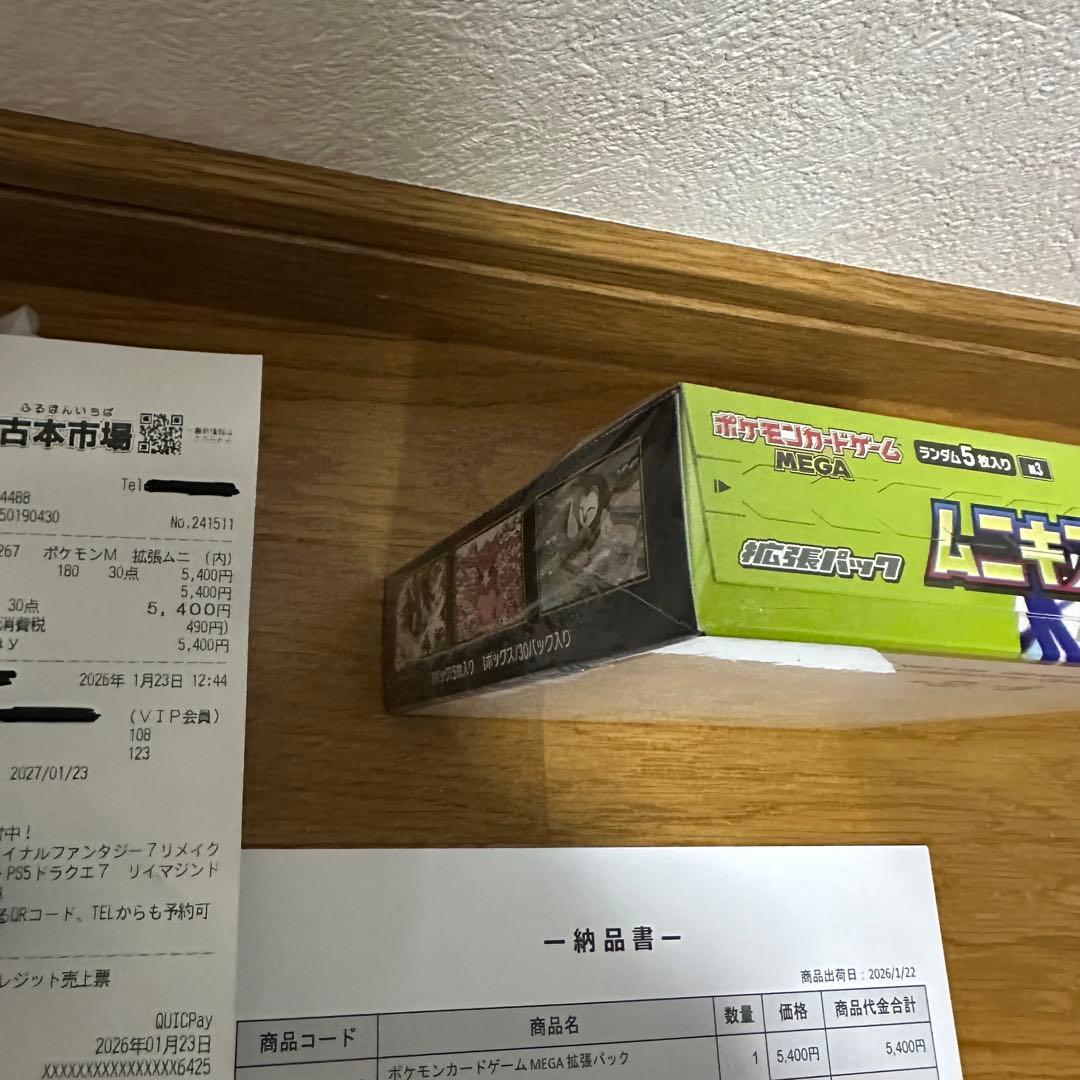 ふるほんいちば
古本市場
Tel
4488
50190430
No.241511
267 ポケモンM 拡張ムニ (内)
180 30点 5,400円
5,400円
30点 5,400円
消費税 490円)
ay 5,400円
2026年 1月23日 12:44
(VIP会員)
108
123
2027/01/23
付中!
イナルファンタジー7リメイク
・PS5ドラクエ7 リイマジンド
るQRコード、TELからも予約可
レジット売上票
QUICPay
2026年01月23日
XXXXXXXXXXXXXXXX6425
ポケモンカードゲーム
MEGA
ランダム5枚入り
拡張パック
ムニキス
1パック5枚入り 1ボックス30パック入り
ー納品書ー
商品出荷日:2026/1/22
商品コード 商品名 数量 価格 商品代金合計
ポケモンカードゲーム MEGA 拡張パック 1 5,400円 5,400円